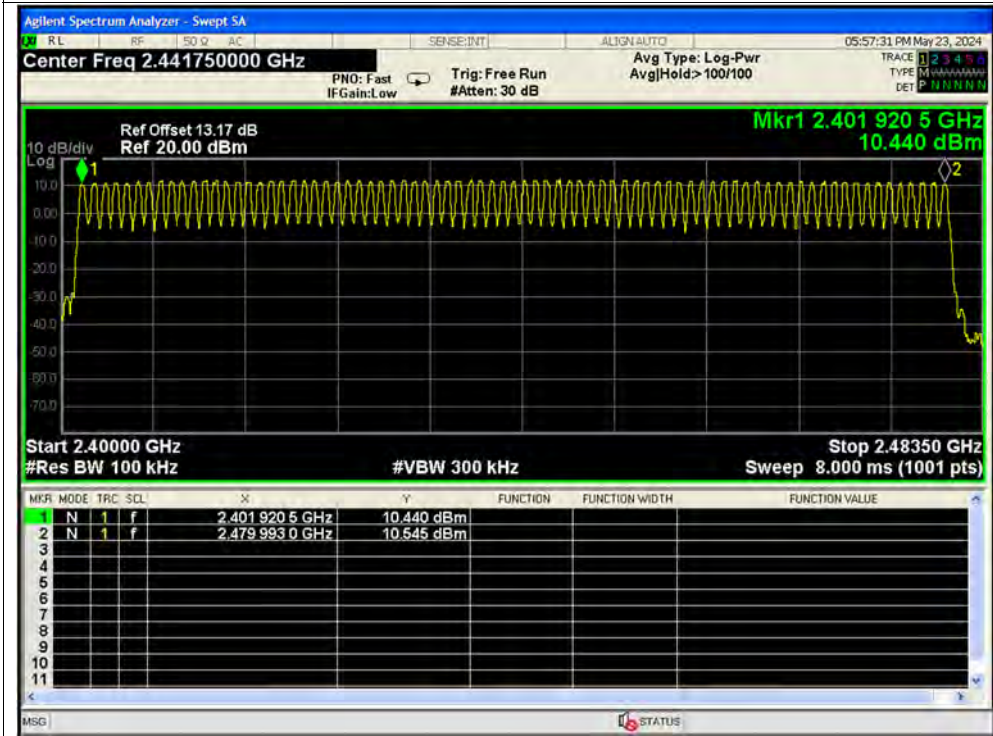 Agilent Spectrum Analyzer - Swept SA
RL RF 50 Ω AC SENSE:INT ALIGN AUTO 05:57:31 PM May 23, 2024
Center Freq 2.441750000 GHz Avg Type: Log-Pwr TRACE 1 2 3 4 5 6
PNO: Fast Trig: Free Run Avg|Hold:> 100/100 TYPE M
IFGain:Low #Atten: 30 dB DET P N N N N N
Mkr1 2.401 920 5 GHz
Ref Offset 13.17 dB
10 dB/div Ref 20.00 dBm 10.440 dBm
Log
1 2
10.0
0.00
-10.0
-20.0
-30.0
-40.0
-50.0
-60.0
-70.0
Start 2.40000 GHz Stop 2.48350 GHz
#Res BW 100 kHz #VBW 300 kHz Sweep 8.000 ms (1001 pts)
MKR MODE TRC SCL X Y FUNCTION FUNCTION WIDTH FUNCTION VALUE
1 N 1 f 2.401 920 5 GHz 10.440 dBm
2 N 1 f 2.479 993 0 GHz 10.545 dBm
3
4
5
6
7
8
9
10
11
MSG STATUS